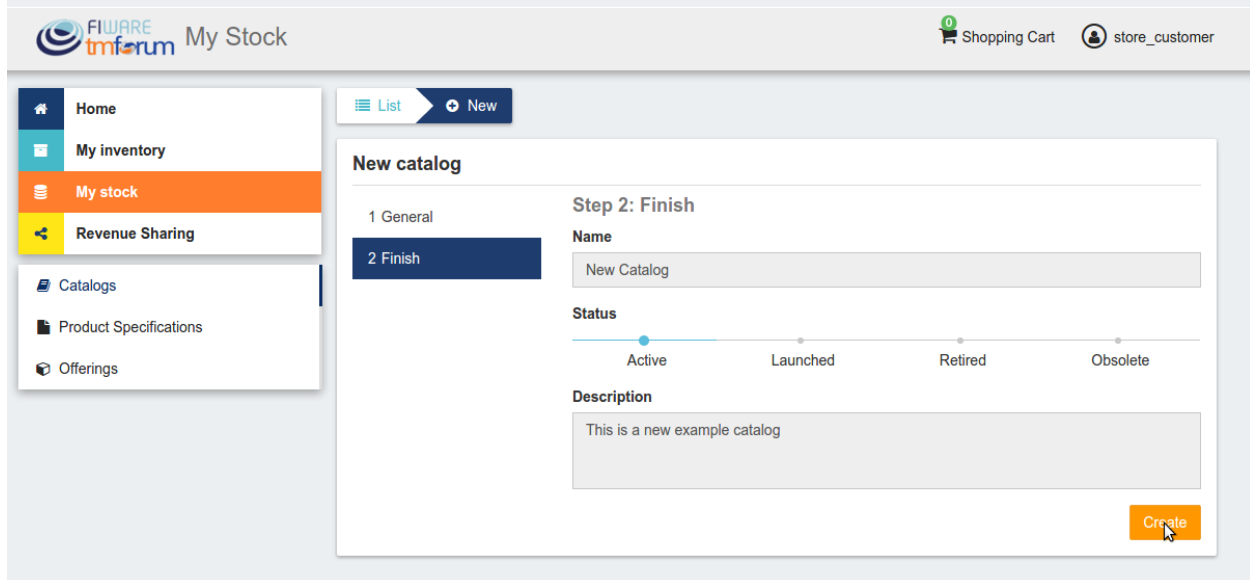 FIWARE
tmforum
My Stock
0
Shopping Cart
store_customer
Home
My inventory
My stock
Revenue Sharing
Catalogs
Product Specifications
Offerings
List
New
New catalog
1 General
2 Finish
Step 2: Finish
Name
New Catalog
Status
Active Launched Retired Obsolete
Description
This is a new example catalog
Create